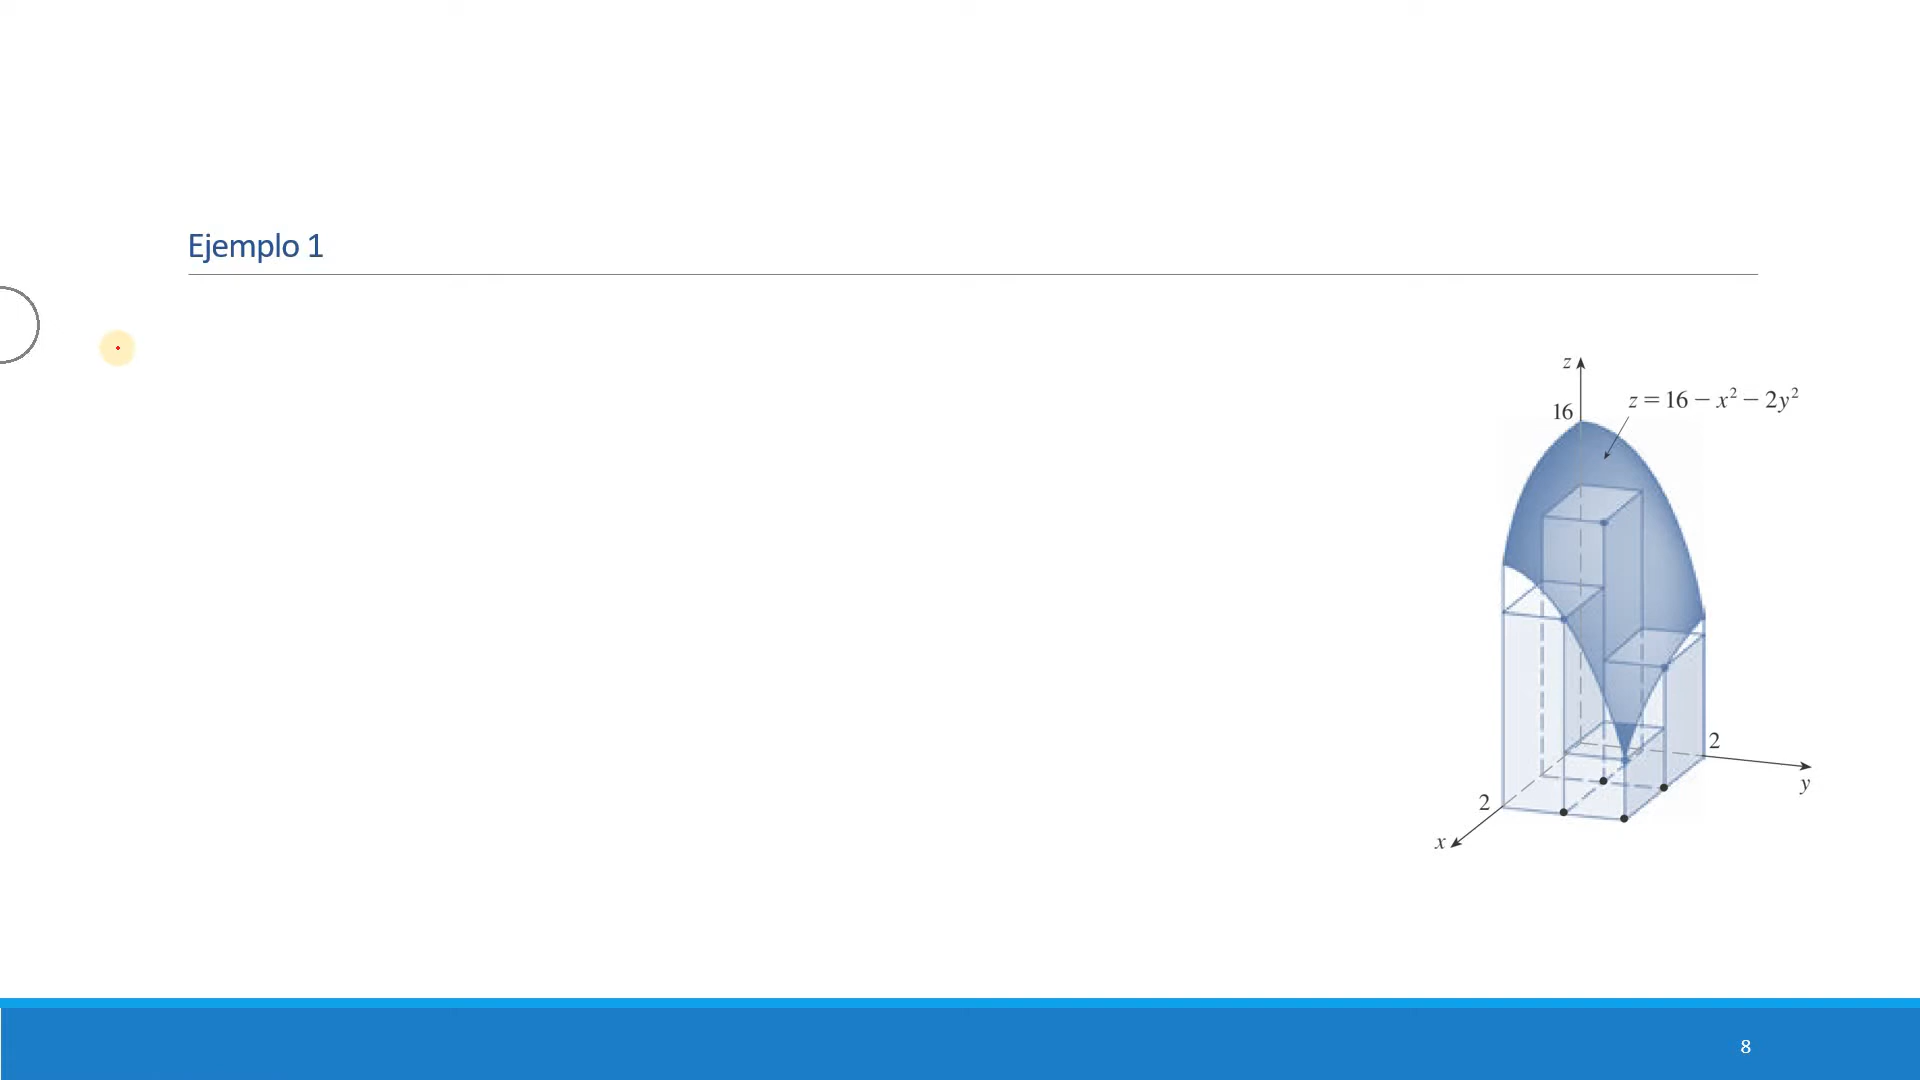 Ejemplo 1
z
16
z = 16 − x² − 2y²
2
y
2
x
8